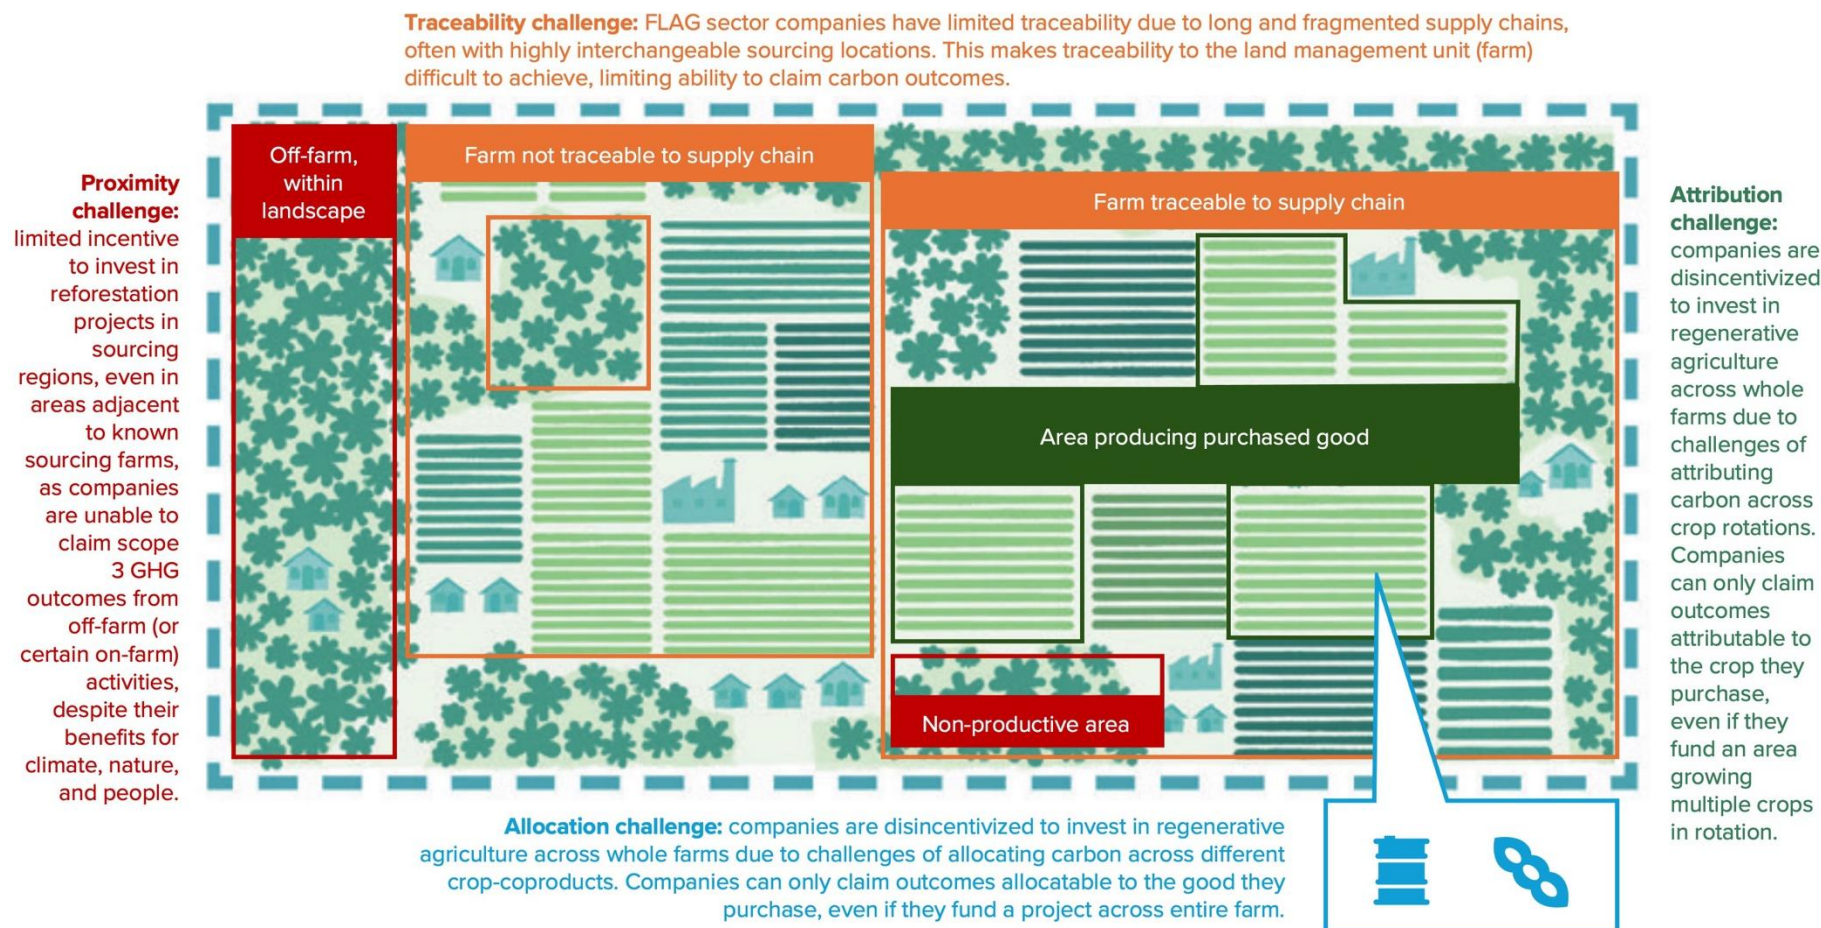 Traceability challenge: FLAG sector companies have limited traceability due to long and fragmented supply chains,
often with highly interchangeable sourcing locations. This makes traceability to the land management unit (farm)
difficult to achieve, limiting ability to claim carbon outcomes.
Proximity
challenge:
limited incentive
to invest in
reforestation
projects in
sourcing
regions, even in
areas adjacent
to known
sourcing farms,
as companies
are unable to
claim scope
3 GHG
outcomes from
off-farm (or
certain on-farm)
activities,
despite their
benefits for
climate, nature,
and people.
Off-farm,
within
landscape
Farm not traceable to supply chain
Farm traceable to supply chain
Area producing purchased good
Non-productive area
Attribution
challenge:
companies are
disincentivized
to invest in
regenerative
agriculture
across whole
farms due to
challenges of
attributing
carbon across
crop rotations.
Companies
can only claim
outcomes
attributable to
the crop they
purchase,
even if they
fund an area
growing
multiple crops
in rotation.
Allocation challenge: companies are disincentivized to invest in regenerative
agriculture across whole farms due to challenges of allocating carbon across different
crop-coproducts. Companies can only claim outcomes allocatable to the good they
purchase, even if they fund a project across entire farm.